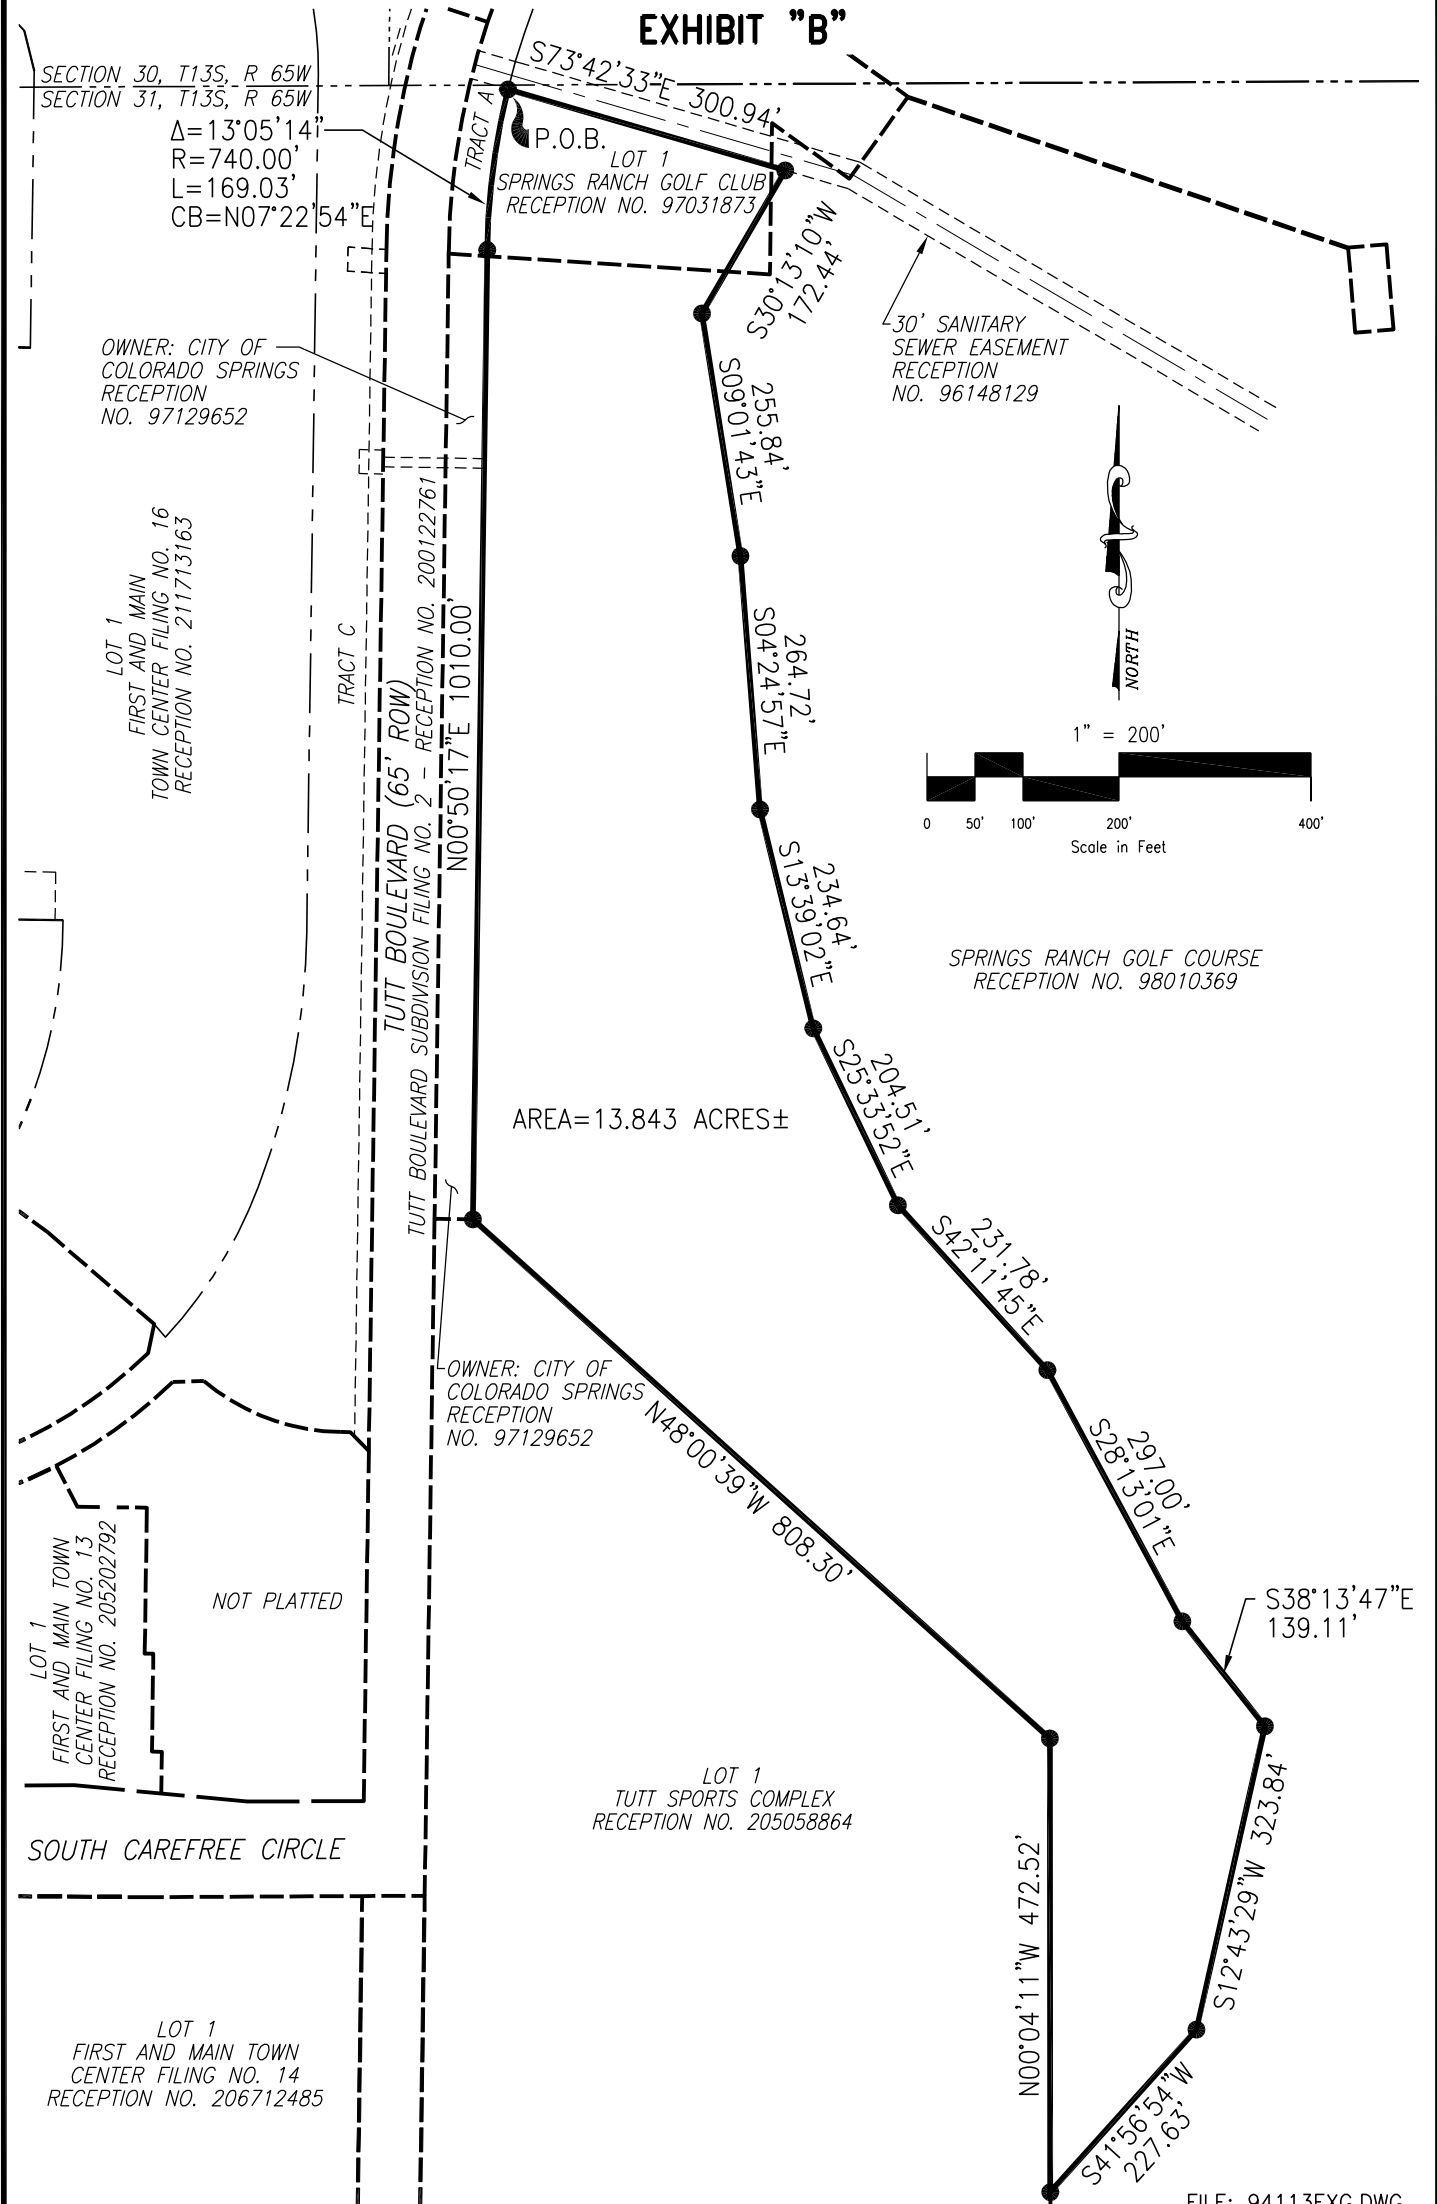 EXHIBIT "B"
SECTION 30, T13S, R 65W
SECTION 31, T13S, R 65W
S73°42'33"E 300.94'
Δ=13°05'14"
R=740.00'
L=169.03'
CB=N07°22'54"E
TRACT A
P.O.B.
LOT 1
SPRINGS RANCH GOLF CLUB
RECEPTION NO. 97031873
S30°13'10"W
172.44'
30' SANITARY
SEWER EASEMENT
RECEPTION
NO. 96148129
OWNER: CITY OF
COLORADO SPRINGS
RECEPTION
NO. 97129652
255.84'
S09°01'43"E
LOT 1
FIRST AND MAIN
TOWN CENTER FILING NO. 16
RECEPTION NO. 211713163
TRACT C
TUTT BOULEVARD (65' ROW)
TUTT BOULEVARD SUBDIVISION FILING NO. 2 - RECEPTION NO. 200122761
N00°50'17"E 1010.00'
264.72'
S04°24'57"E
NORTH
1" = 200'
0 50' 100' 200' 400'
Scale in Feet
234.64'
S13°39'02"E
SPRINGS RANCH GOLF COURSE
RECEPTION NO. 98010369
204.51'
S25°33'52"E
AREA=13.843 ACRES±
231.78'
S42°11'45"E
OWNER: CITY OF
COLORADO SPRINGS
RECEPTION
NO. 97129652
N48°00'39"W 808.30'
297.00'
S28°13'01"E
S38°13'47"E
139.11'
LOT 1
FIRST AND MAIN TOWN
CENTER FILING NO. 13
RECEPTION NO. 205202792
NOT PLATTED
LOT 1
TUTT SPORTS COMPLEX
RECEPTION NO. 205058864
S12°43'29"W 323.84'
SOUTH CAREFREE CIRCLE
N00°04'11"W 472.52'
LOT 1
FIRST AND MAIN TOWN
CENTER FILING NO. 14
RECEPTION NO. 206712485
S41°56'54"W
227.63'
FILE: 94113EXG.DWG